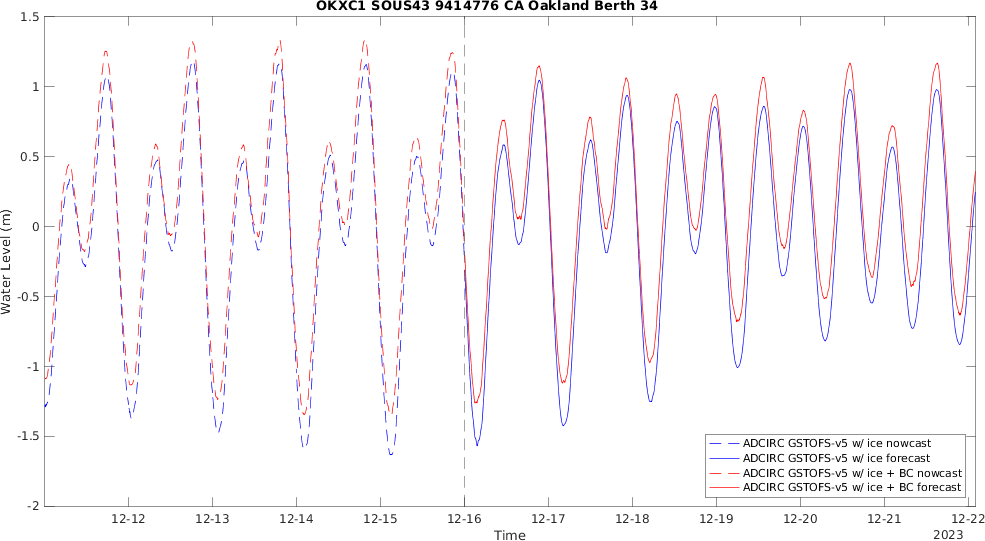 OKXC1 SOUS43 9414776 CA Oakland Berth 34
1.5
1
0.5
0
-0.5
-1
-1.5
-2
Water Level (m)
12-12
12-13
12-14
12-15
12-16
12-17
12-18
12-19
12-20
12-21
12-22
Time
2023
ADCIRC GSTOFS-v5 w/ ice nowcast
ADCIRC GSTOFS-v5 w/ ice forecast
ADCIRC GSTOFS-v5 w/ ice + BC nowcast
ADCIRC GSTOFS-v5 w/ ice + BC forecast